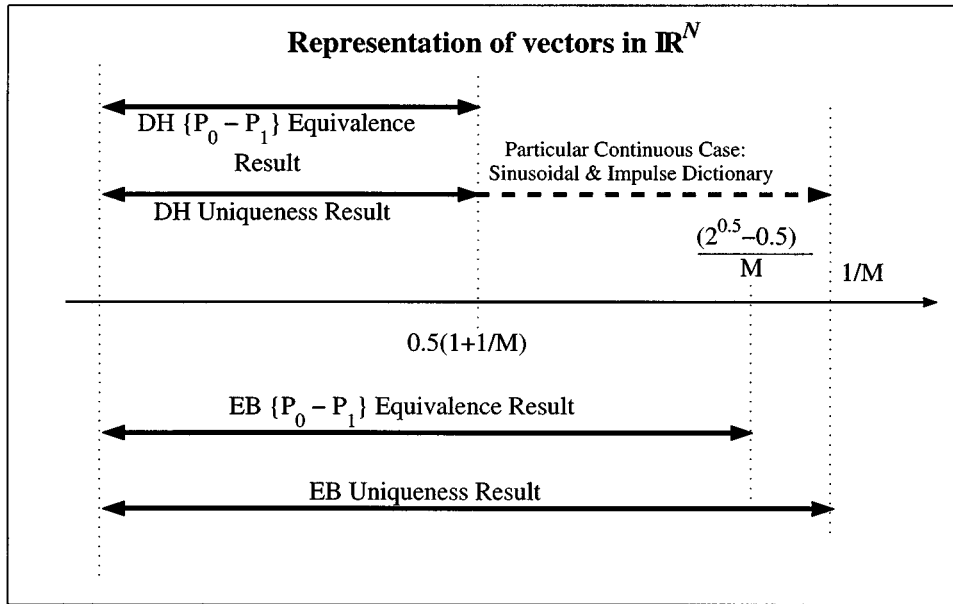 Representation of vectors in ℝ^N
DH {P_0 – P_1} Equivalence
Result
DH Uniqueness Result
Particular Continuous Case:
Sinusoidal & Impulse Dictionary
(2^0.5–0.5)
M
1/M
0.5(1+1/M)
EB {P_0 – P_1} Equivalence Result
EB Uniqueness Result